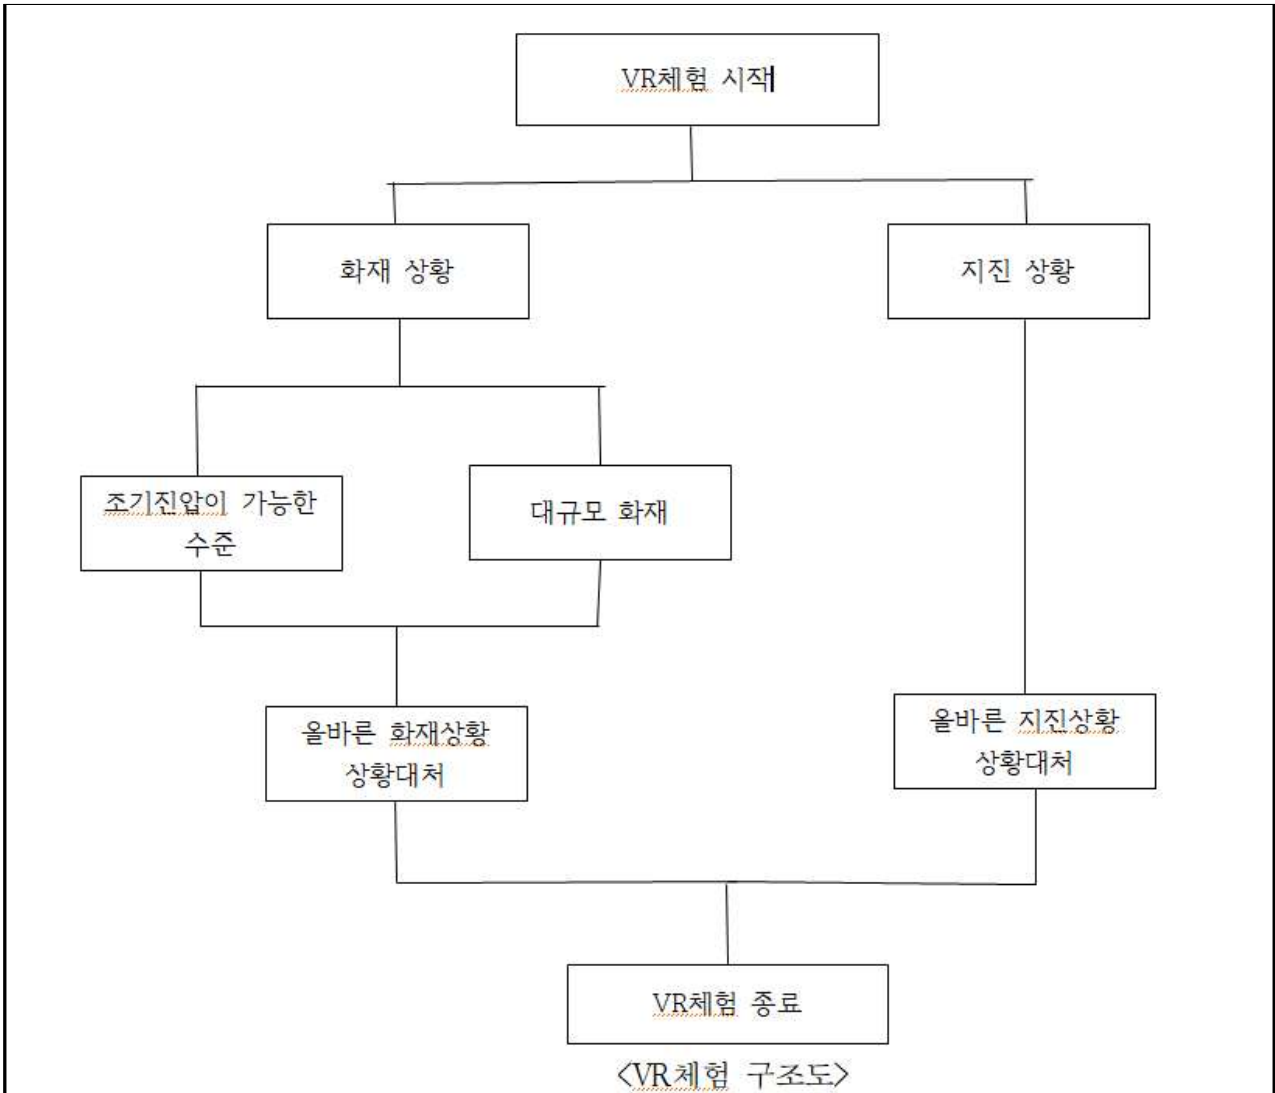 VR체험 시작
화재 상황
지진 상황
조기진압이 가능한
수준
대규모 화재
올바른 화재상황
상황대처
올바른 지진상황
상황대처
VR체험 종료
<VR체험 구조도>